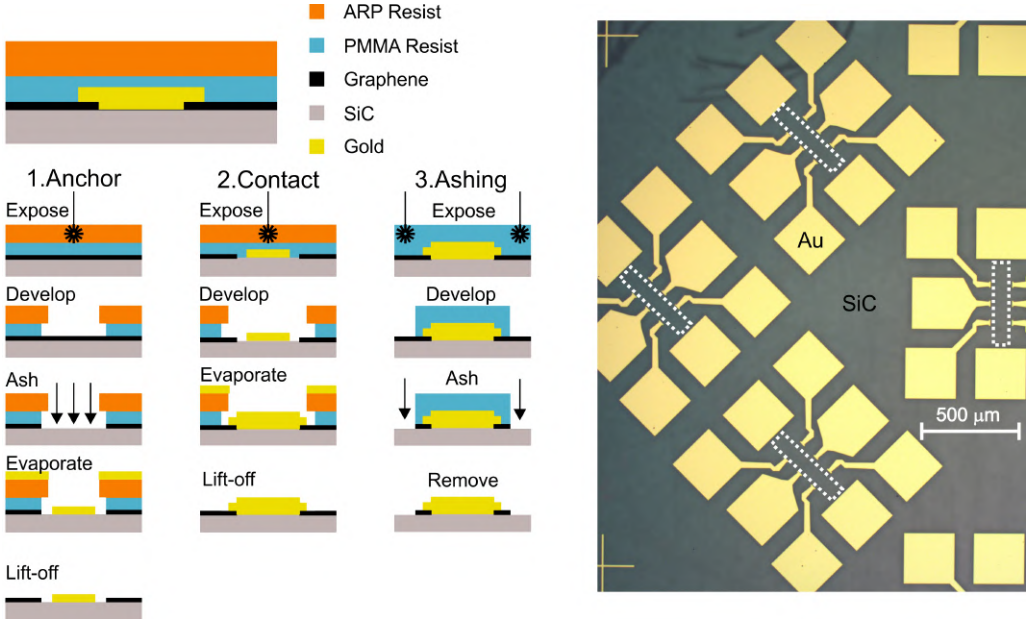 ARP Resist
PMMA Resist
Graphene
SiC
Gold
1.Anchor
Expose
Develop
Ash
Evaporate
Lift-off
2.Contact
Expose
Develop
Evaporate
Lift-off
3.Ashing
Expose
Develop
Ash
Remove
Au
SiC
500 μm